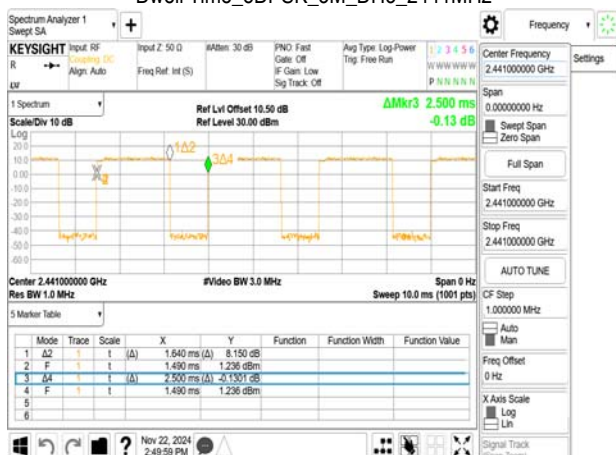 Spectrum Analyzer 1
Swept SA
Frequency
Settings
KEYSIGHT
R
Input: RF
Coupling: DC
Align: Auto
Input Z: 50 Ω
Freq Ref: Int (S)
#Atten: 30 dB
PNO: Fast
Gate: Off
IF Gain: Low
Sig Track: Off
Avg Type: Log-Power
Trig: Free Run
1 2 3 4 5 6
W W W W W W
P N N N N N
1 Spectrum
Scale/Div 10 dB
Ref Lvl Offset 10.50 dB
Ref Level 30.00 dBm
ΔMkr3 2.500 ms
-0.13 dB
Log
20.0
10.0
0.00
-10.0
-20.0
-30.0
-40.0
-50.0
-60.0
1Δ2
3Δ4
Center 2.441000000 GHz
Res BW 1.0 MHz
#Video BW 3.0 MHz
Span 0 Hz
Sweep 10.0 ms (1001 pts)
5 Marker Table
Mode Trace Scale X Y Function Function Width Function Value
1 Δ2 1 t (Δ) 1.640 ms (Δ) 8.150 dB
2 F 1 t 1.490 ms 1.236 dBm
3 Δ4 1 t (Δ) 2.500 ms (Δ) -0.1301 dB
4 F 1 t 1.490 ms 1.236 dBm
5
6
Nov 22, 2024
2:49:59 PM
Center Frequency
2.441000000 GHz
Span
0.00000000 Hz
Swept Span
Zero Span
Full Span
Start Freq
2.441000000 GHz
Stop Freq
2.441000000 GHz
AUTO TUNE
CF Step
1.000000 MHz
Auto
Man
Freq Offset
0 Hz
X Axis Scale
Log
Lin
Signal Track